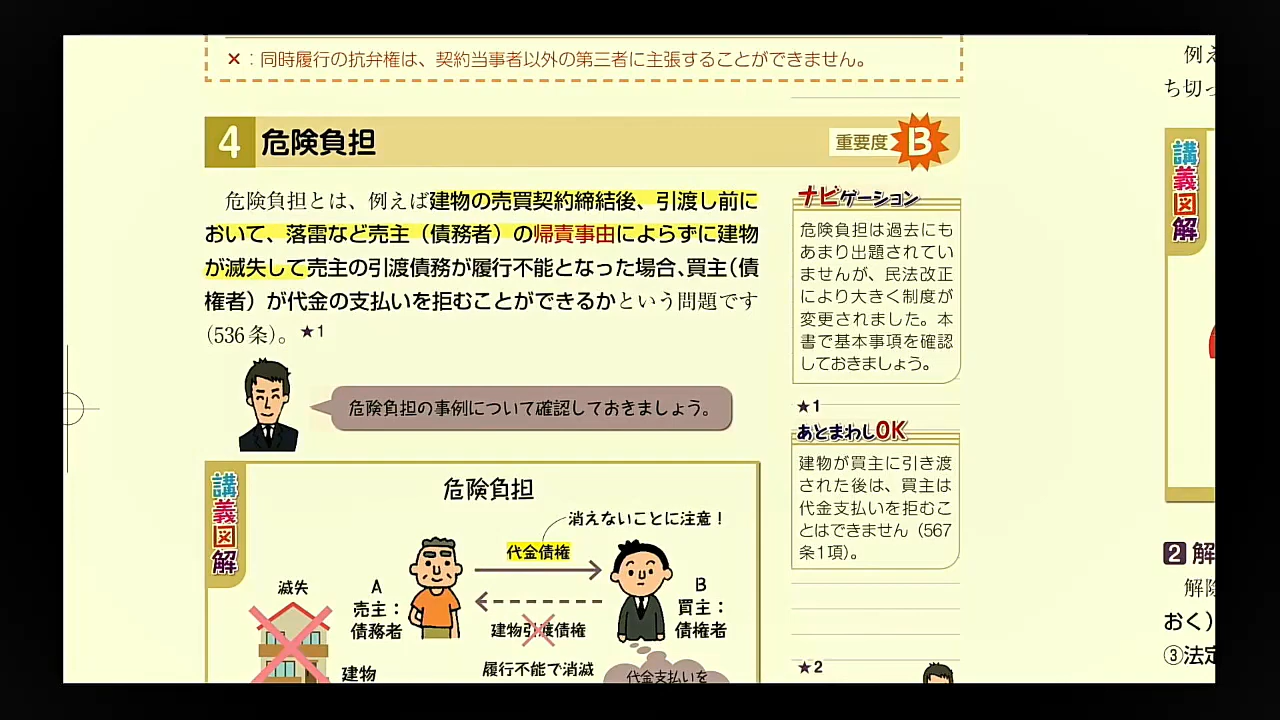 ×：同時履行の抗弁権は、契約当事者以外の第三者に主張することができません。
4 危険負担
重要度 B
危険負担とは、例えば建物の売買契約締結後、引渡し前に
おいて、落雷など売主（債務者）の帰責事由によらずに建物
が滅失して売主の引渡債務が履行不能となった場合、買主（債
権者）が代金の支払いを拒むことができるかという問題です
（536条）。★1
危険負担の事例について確認しておきましょう。
講義図解
危険負担
消えないことに注意！
代金債権
滅失
A
売主：
債務者
B
買主：
債権者
建物引渡債権
履行不能で消滅
建物
代金支払いを
ナビゲーション
危険負担は過去にも
あまり出題されてい
ませんが、民法改正
により大きく制度が
変更されました。本
書で基本事項を確認
しておきましょう。
★1
あとまわしOK
建物が買主に引き渡
された後は、買主は
代金支払いを拒むこ
とはできません（567
条1項）。
★2
例え
ち切っ
講義図解
2 解
解除
おく）
③法定